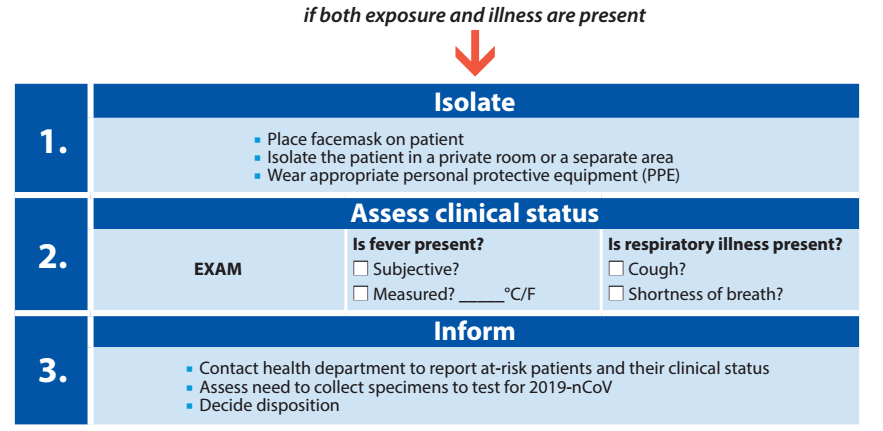 if both exposure and illness are present
1.
Isolate
▪ Place facemask on patient
▪ Isolate the patient in a private room or a separate area
▪ Wear appropriate personal protective equipment (PPE)
2.
Assess clinical status
EXAM
Is fever present?
☐ Subjective?
☐ Measured? _____°C/F
Is respiratory illness present?
☐ Cough?
☐ Shortness of breath?
3.
Inform
▪ Contact health department to report at-risk patients and their clinical status
▪ Assess need to collect specimens to test for 2019-nCoV
▪ Decide disposition